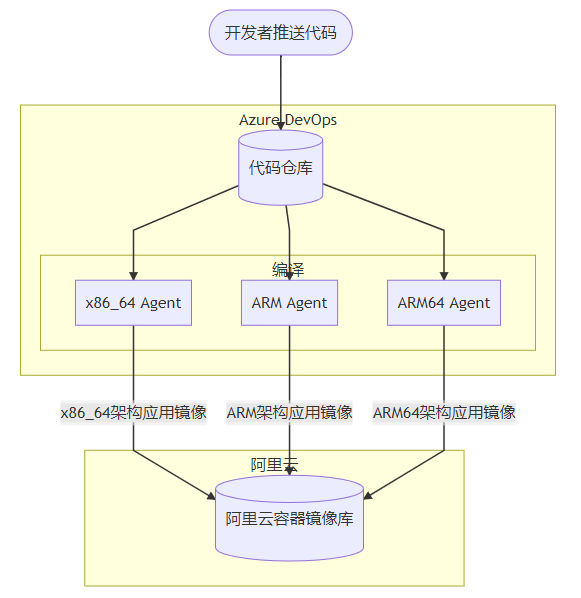 开发者推送代码
Azure DevOps
代码仓库
编译
x86_64 Agent
ARM Agent
ARM64 Agent
x86_64架构应用镜像
ARM架构应用镜像
ARM64架构应用镜像
阿里云
阿里云容器镜像库